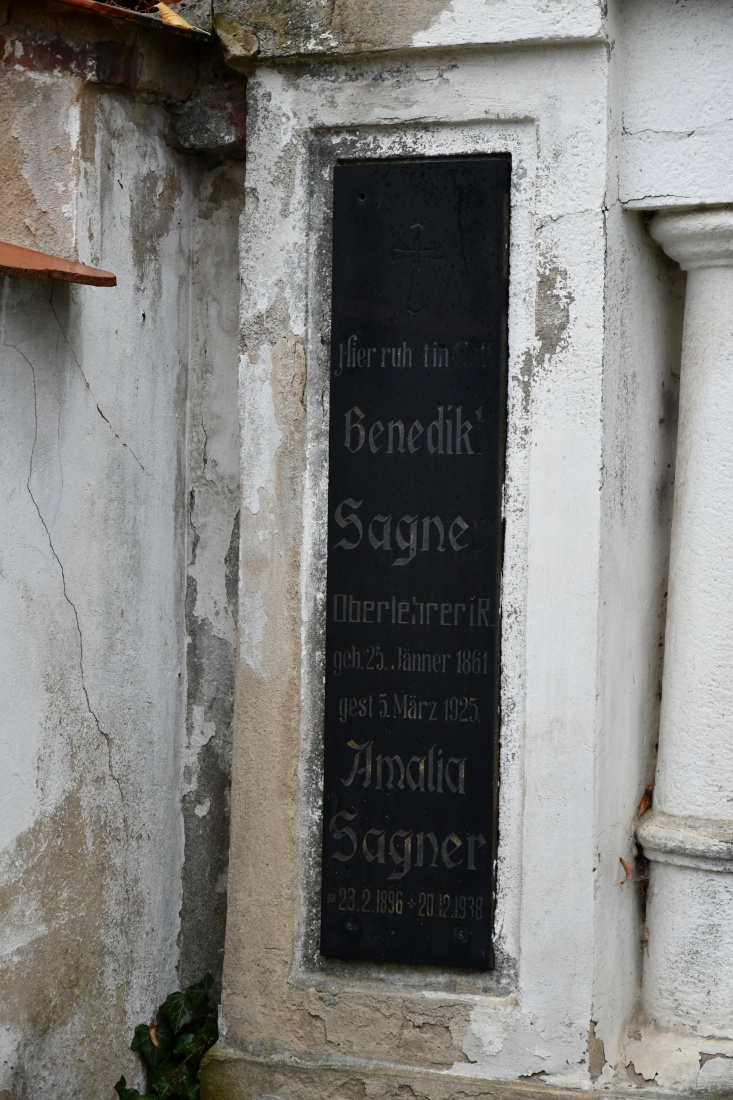 Hier ruhet in Gott
Benedikt
Sagner
Oberlehrer i R.
geb. 25. Jänner 1861
gest 5. März 1925.
Amalia
Sagner
* 23.2.1896 + 20.12.1938